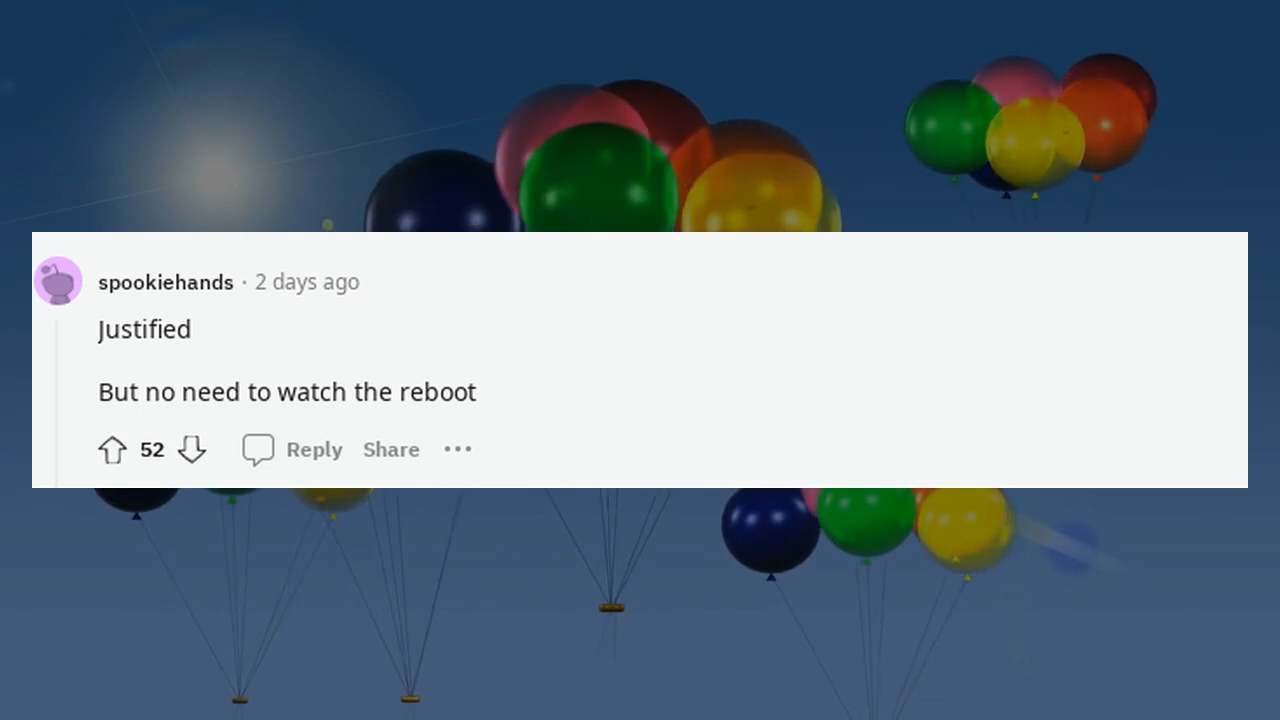 spookiehands · 2 days ago
Justified
But no need to watch the reboot
52 Reply Share ···